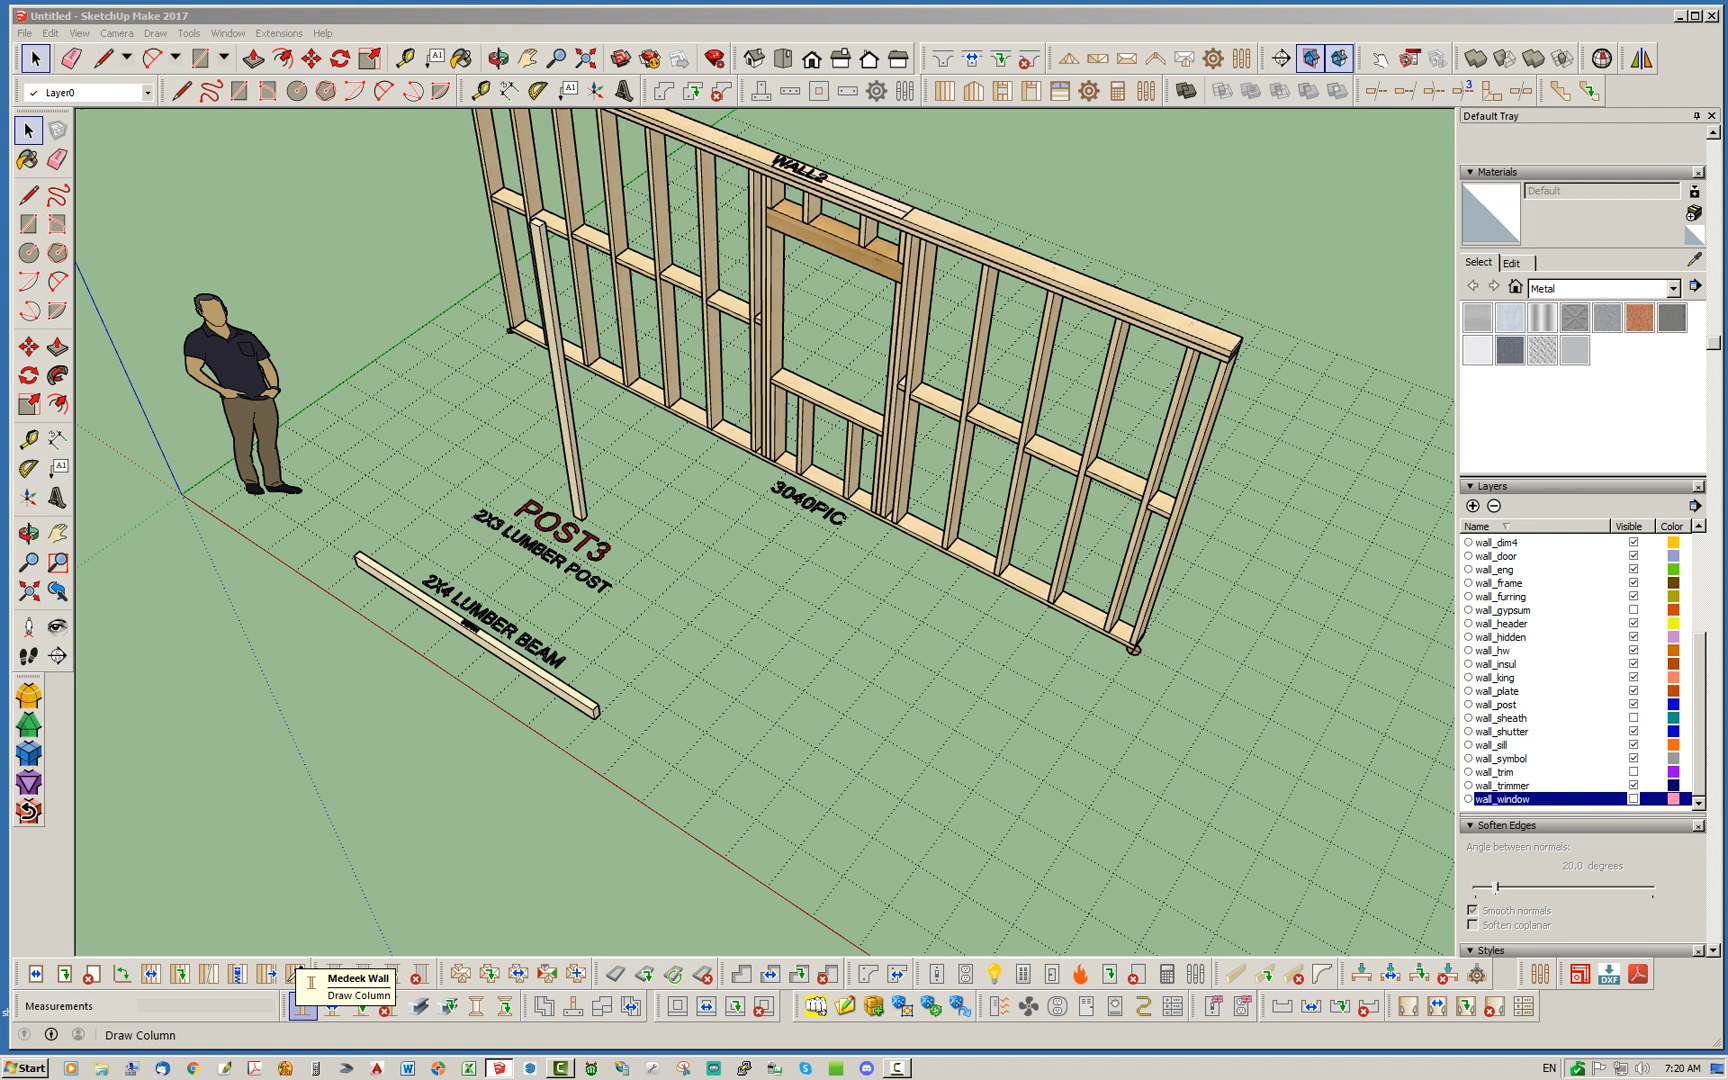 Untitled - SketchUp Make 2017
File Edit View Camera Draw Tools Window Extensions Help
Layer0
Default Tray
Materials
Default
Select Edit
Metal
Layers
Name Visible Color
wall_dim4
wall_door
wall_eng
wall_frame
wall_furring
wall_gypsum
wall_header
wall_hidden
wall_hw
wall_insul
wall_king
wall_plate
wall_post
wall_sheath
wall_shutter
wall_sill
wall_symbol
wall_trim
wall_trimmer
wall_window
Soften Edges
Angle between normals:
20.0 degrees
Smooth normals
Soften coplanar
Styles
WALL2
3040PIC
POST3
2X3 LUMBER POST
2X4 LUMBER BEAM
Medeek Wall
Draw Column
DXF
Measurements
Draw Column
Start
EN
7:20 AM